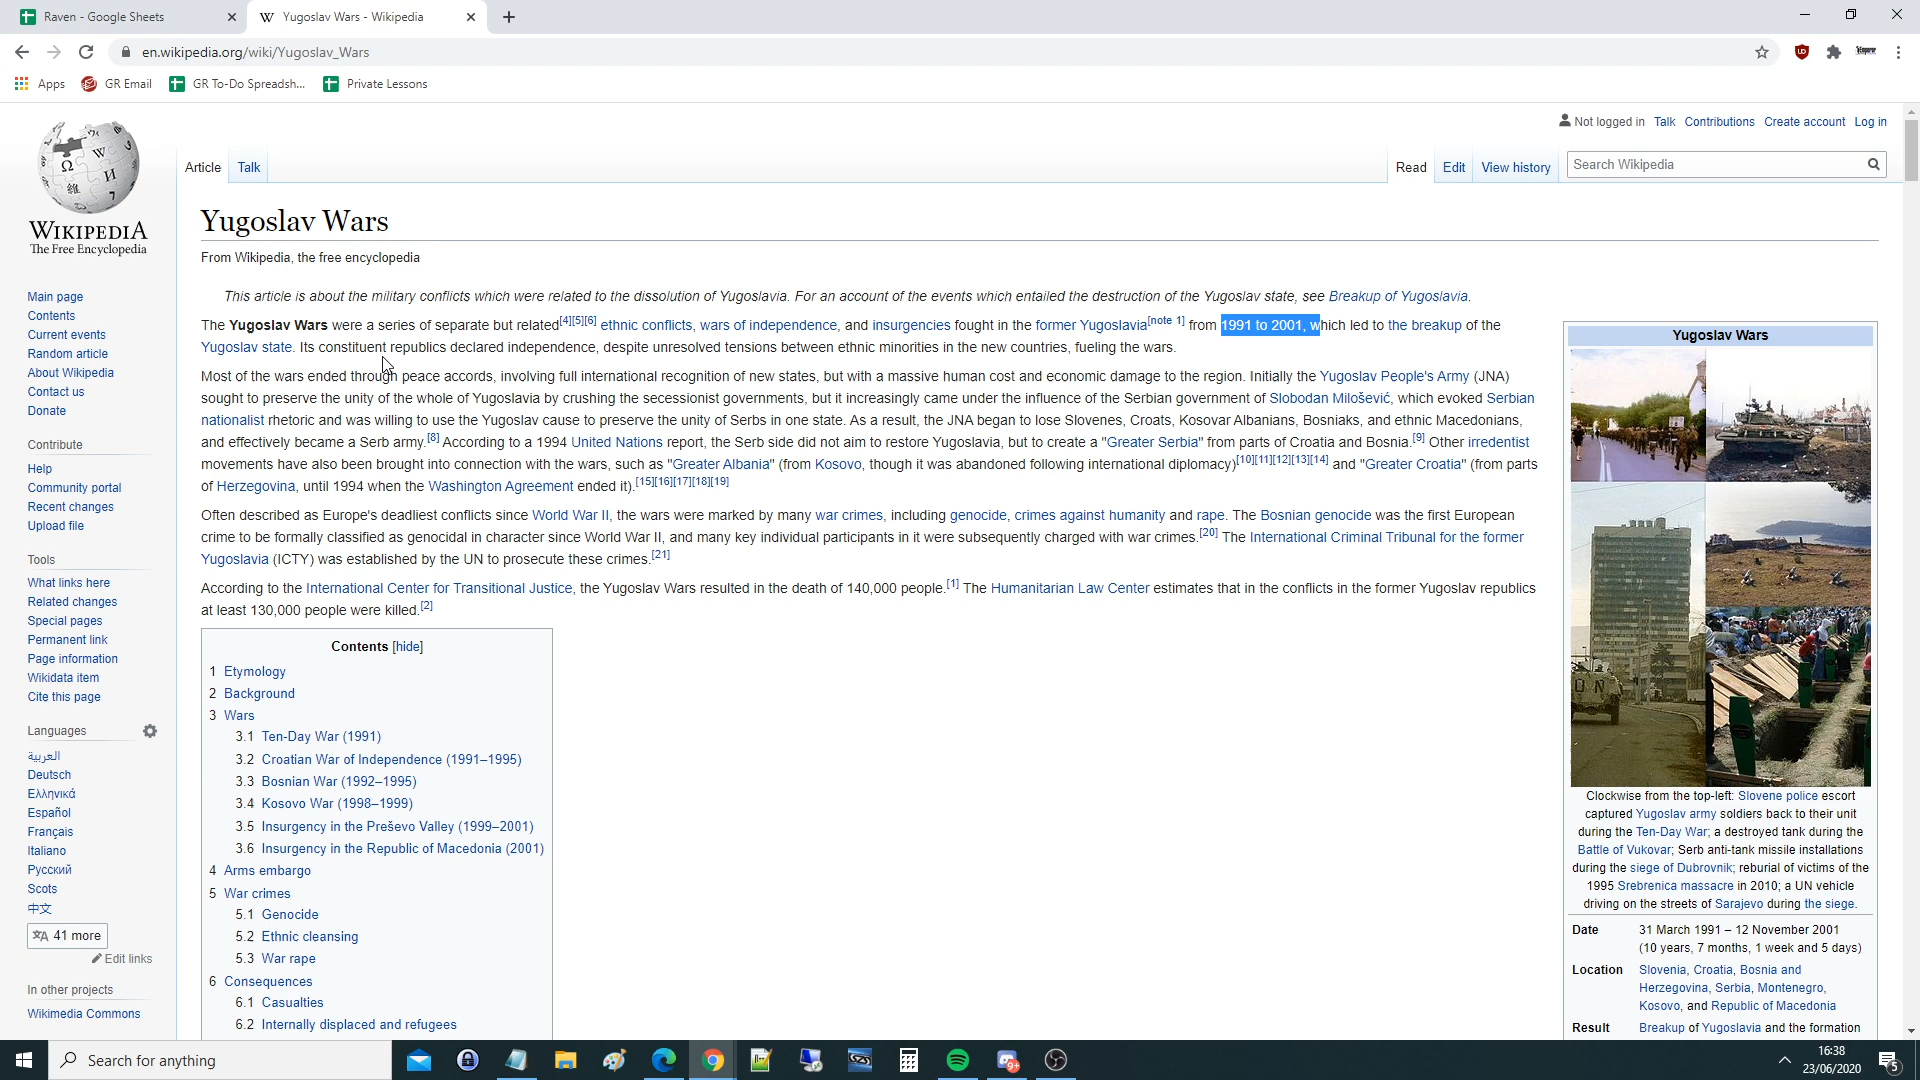 Raven - Google Sheets
Yugoslav Wars - Wikipedia
en.wikipedia.org/wiki/Yugoslav_Wars
Apps GR Email GR To-Do Spreadsh... Private Lessons
Not logged in Talk Contributions Create account Log in
Article Talk Read Edit View history Search Wikipedia
WIKIPEDIA
The Free Encyclopedia
Main page
Contents
Current events
Random article
About Wikipedia
Contact us
Donate
Contribute
Help
Community portal
Recent changes
Upload file
Tools
What links here
Related changes
Special pages
Permanent link
Page information
Wikidata item
Cite this page
Languages
العربية
Deutsch
Ελληνικά
Español
Français
Italiano
Русский
Scots
中文
41 more
Edit links
In other projects
Wikimedia Commons
Yugoslav Wars
From Wikipedia, the free encyclopedia
This article is about the military conflicts which were related to the dissolution of Yugoslavia. For an account of the events which entailed the destruction of the Yugoslav state, see Breakup of Yugoslavia.
The Yugoslav Wars were a series of separate but related[4][5][6] ethnic conflicts, wars of independence, and insurgencies fought in the former Yugoslavia[note 1] from 1991 to 2001, which led to the breakup of the
Yugoslav state. Its constituent republics declared independence, despite unresolved tensions between ethnic minorities in the new countries, fueling the wars.
Most of the wars ended through peace accords, involving full international recognition of new states, but with a massive human cost and economic damage to the region. Initially the Yugoslav People's Army (JNA)
sought to preserve the unity of the whole of Yugoslavia by crushing the secessionist governments, but it increasingly came under the influence of the Serbian government of Slobodan Milošević, which evoked Serbian
nationalist rhetoric and was willing to use the Yugoslav cause to preserve the unity of Serbs in one state. As a result, the JNA began to lose Slovenes, Croats, Kosovar Albanians, Bosniaks, and ethnic Macedonians,
and effectively became a Serb army.[8] According to a 1994 United Nations report, the Serb side did not aim to restore Yugoslavia, but to create a "Greater Serbia" from parts of Croatia and Bosnia.[9] Other irredentist
movements have also been brought into connection with the wars, such as "Greater Albania" (from Kosovo, though it was abandoned following international diplomacy)[10][11][12][13][14] and "Greater Croatia" (from parts
of Herzegovina, until 1994 when the Washington Agreement ended it).[15][16][17][18][19]
Often described as Europe's deadliest conflicts since World War II, the wars were marked by many war crimes, including genocide, crimes against humanity and rape. The Bosnian genocide was the first European
crime to be formally classified as genocidal in character since World War II, and many key individual participants in it were subsequently charged with war crimes.[20] The International Criminal Tribunal for the former
Yugoslavia (ICTY) was established by the UN to prosecute these crimes.[21]
According to the International Center for Transitional Justice, the Yugoslav Wars resulted in the death of 140,000 people.[1] The Humanitarian Law Center estimates that in the conflicts in the former Yugoslav republics
at least 130,000 people were killed.[2]
Contents [hide]
1 Etymology
2 Background
3 Wars
3.1 Ten-Day War (1991)
3.2 Croatian War of Independence (1991–1995)
3.3 Bosnian War (1992–1995)
3.4 Kosovo War (1998–1999)
3.5 Insurgency in the Preševo Valley (1999–2001)
3.6 Insurgency in the Republic of Macedonia (2001)
4 Arms embargo
5 War crimes
5.1 Genocide
5.2 Ethnic cleansing
5.3 War rape
6 Consequences
6.1 Casualties
6.2 Internally displaced and refugees
Yugoslav Wars
UN
Clockwise from the top-left: Slovene police escort
captured Yugoslav army soldiers back to their unit
during the Ten-Day War; a destroyed tank during the
Battle of Vukovar; Serb anti-tank missile installations
during the siege of Dubrovnik; reburial of victims of the
1995 Srebrenica massacre in 2010; a UN vehicle
driving on the streets of Sarajevo during the siege.
Date 31 March 1991 – 12 November 2001
(10 years, 7 months, 1 week and 5 days)
Location Slovenia, Croatia, Bosnia and
Herzegovina, Serbia, Montenegro,
Kosovo, and Republic of Macedonia
Result Breakup of Yugoslavia and the formation
Search for anything
9+
16:38
23/06/2020
5